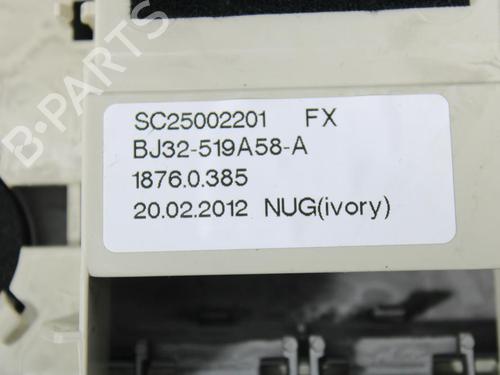 SC25002201 FX
BJ32-519A58-A
1876.0.385
20.02.2012 NUG(ivory)
B-PARTS